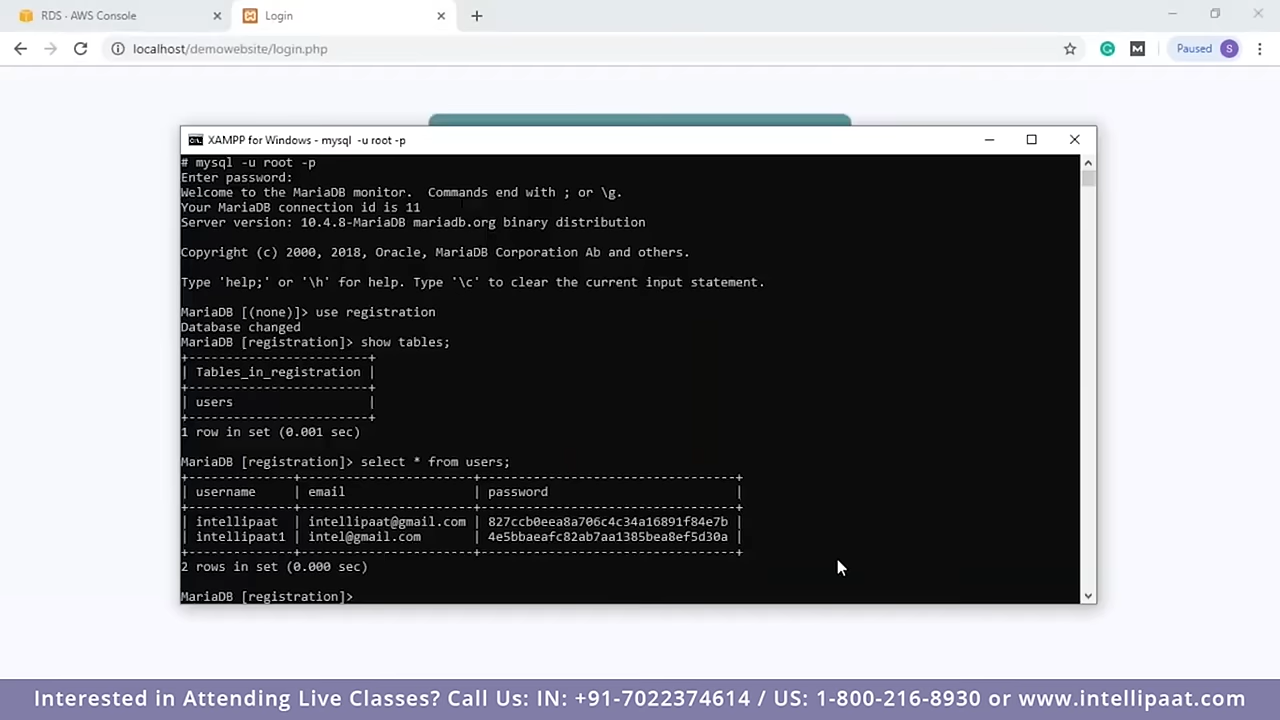 RDS - AWS Console
Login
localhost/demowebsite/login.php
M
Paused
S
XAMPP for Windows - mysql -u root -p
# mysql -u root -p
Enter password:
Welcome to the MariaDB monitor.  Commands end with ; or \g.
Your MariaDB connection id is 11
Server version: 10.4.8-MariaDB mariadb.org binary distribution
Copyright (c) 2000, 2018, Oracle, MariaDB Corporation Ab and others.
Type 'help;' or '\h' for help. Type '\c' to clear the current input statement.
MariaDB [(none)]> use registration
Database changed
MariaDB [registration]> show tables;
+------------------------+
| Tables_in_registration |
+------------------------+
| users                  |
+------------------------+
1 row in set (0.001 sec)
MariaDB [registration]> select * from users;
+--------------+-----------------------+----------------------------------+
| username     | email                 | password                         |
+--------------+-----------------------+----------------------------------+
| intellipaat  | intellipaat@gmail.com | 827ccb0eea8a706c4c34a16891f84e7b |
| intellipaat1 | intel@gmail.com       | 4e5bbaeafc82ab7aa1385bea8ef5d30a |
+--------------+-----------------------+----------------------------------+
2 rows in set (0.000 sec)
MariaDB [registration]>
Interested in Attending Live Classes? Call Us: IN: +91-7022374614 / US: 1-800-216-8930 or www.intellipaat.com